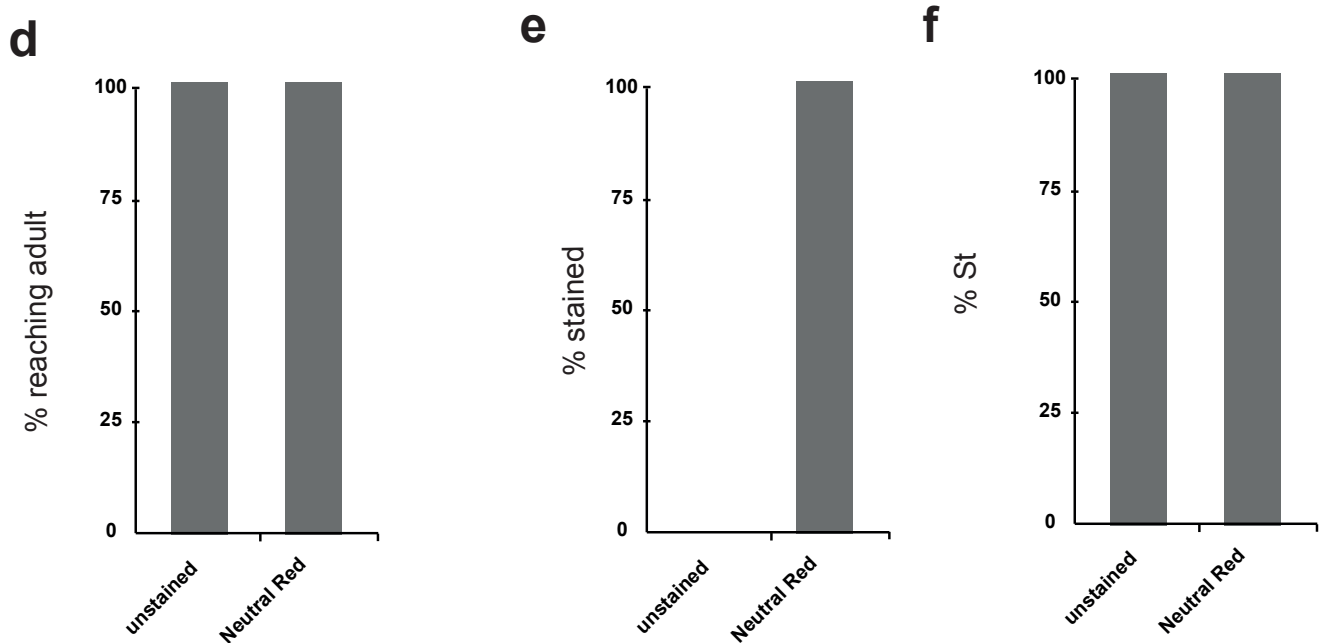 d
% reaching adult
100
75
50
25
0
unstained
Neutral Red
e
% stained
100
75
50
25
0
unstained
Neutral Red
f
% St
100
75
50
25
0
unstained
Neutral Red